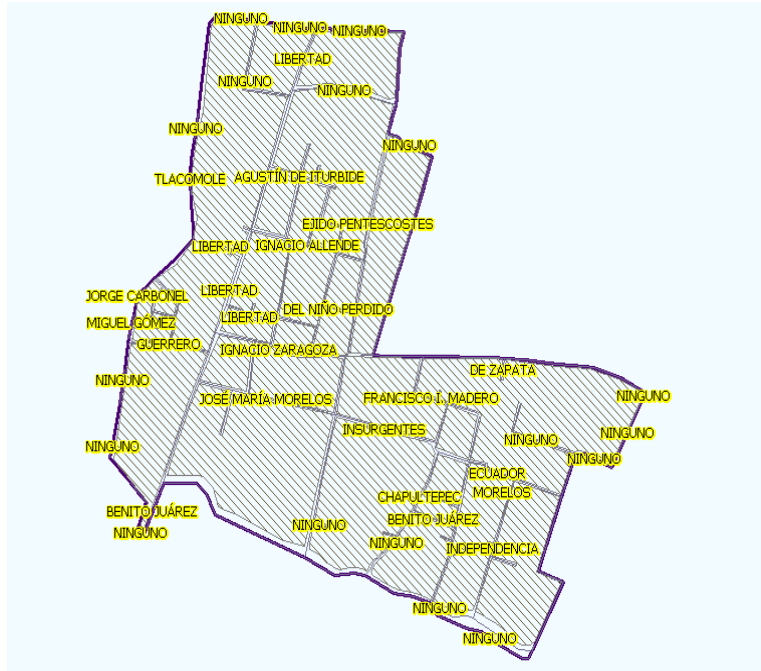 NINGUNO
NINGUNO
NINGUNO
LIBERTAD
NINGUNO
NINGUNO
NINGUNO
NINGUNO
TLACOMOLE
AGUSTÍN DE ITURBIDE
EJIDO PENTESCOSTES
LIBERTAD
IGNACIO ALLENDE
LIBERTAD
JORGE CARBONEL
DEL NIÑO PERDIDO
LIBERTAD
MIGUEL GÓMEZ
GUERRERO
IGNACIO ZARAGOZA
DE ZAPATA
NINGUNO
NINGUNO
JOSÉ MARÍA MORELOS
FRANCISCO I. MADERO
INSURGENTES
NINGUNO
NINGUNO
NINGUNO
NINGUNO
ECUADOR
MORELOS
CHAPULTEPEC
BENITO JUÁREZ
BENITO JUÁREZ
NINGUNO
NINGUNO
NINGUNO
INDEPENDENCIA
NINGUNO
NINGUNO